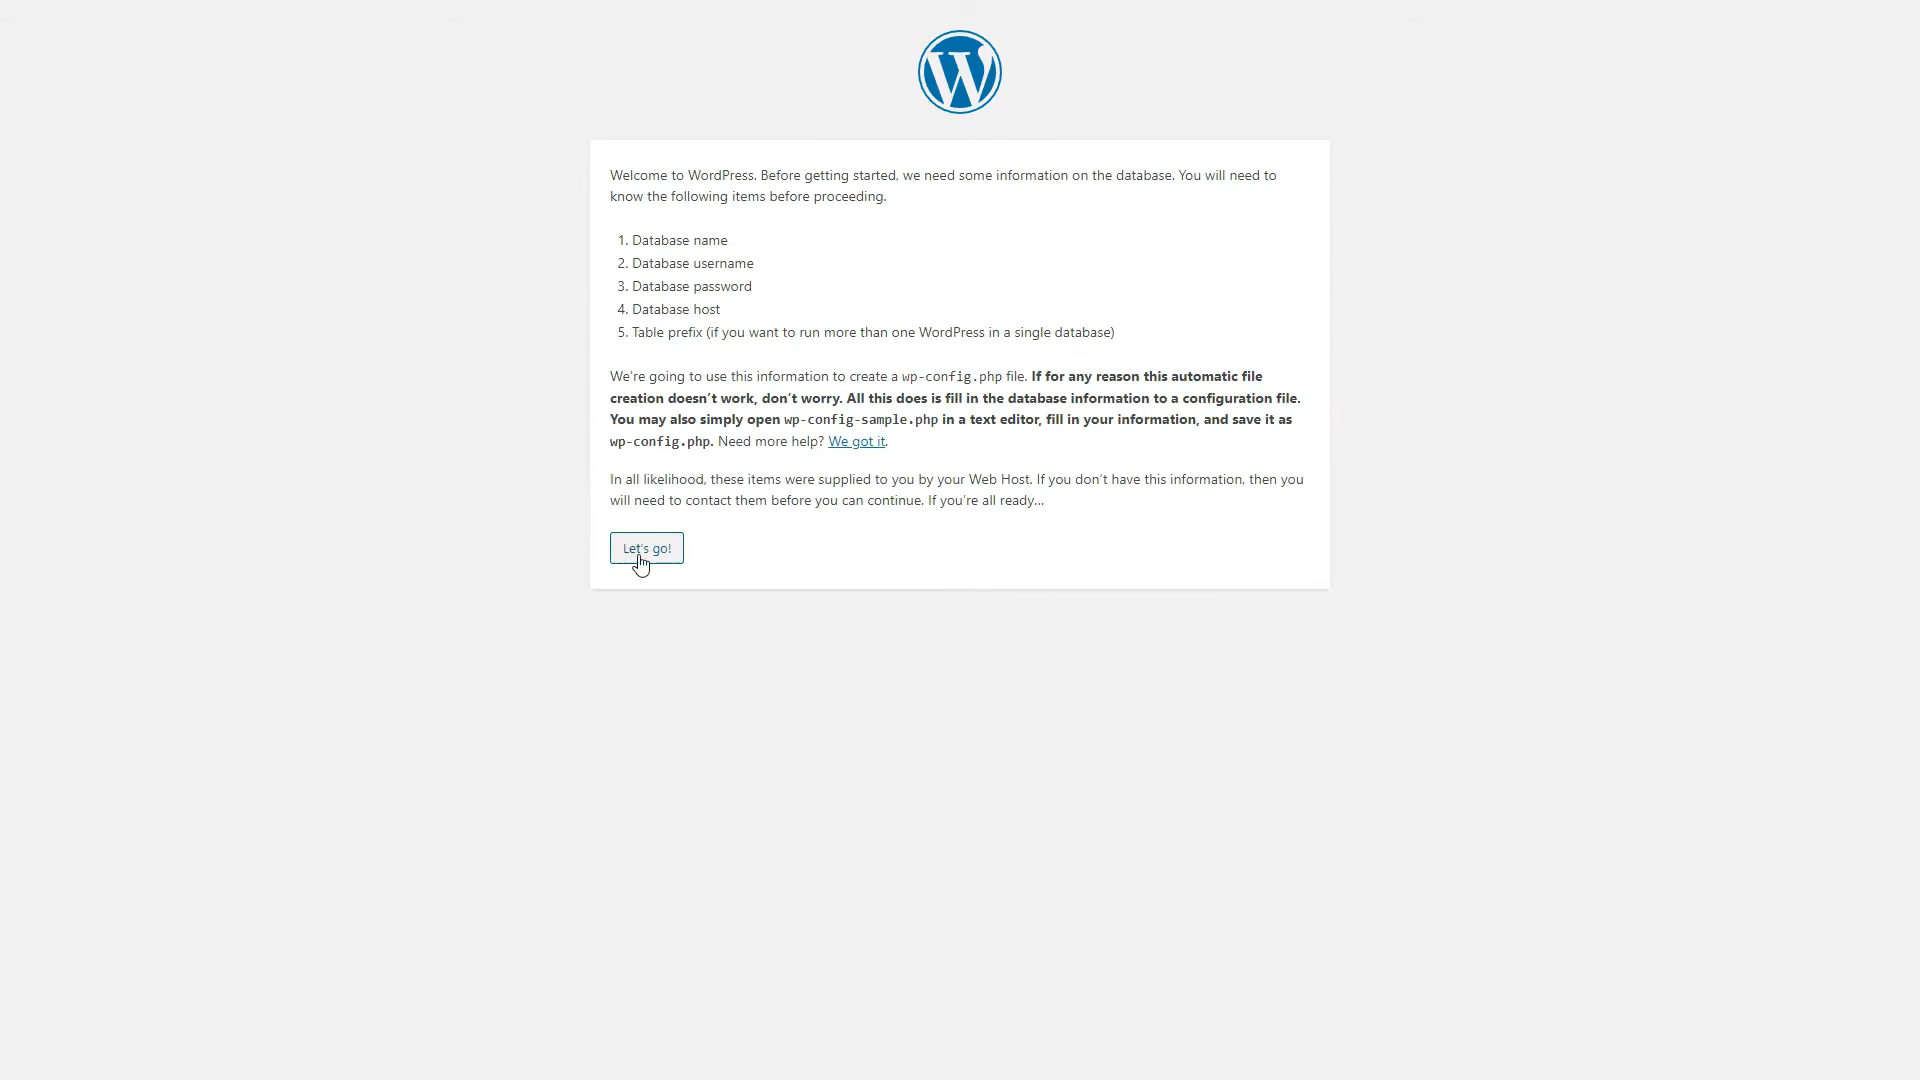 Welcome to WordPress. Before getting started, we need some information on the database. You will need to
know the following items before proceeding.
1. Database name
2. Database username
3. Database password
4. Database host
5. Table prefix (if you want to run more than one WordPress in a single database)
We’re going to use this information to create a wp-config.php file. If for any reason this automatic file
creation doesn’t work, don’t worry. All this does is fill in the database information to a configuration file.
You may also simply open wp-config-sample.php in a text editor, fill in your information, and save it as
wp-config.php. Need more help? We got it.
In all likelihood, these items were supplied to you by your Web Host. If you don’t have this information, then you
will need to contact them before you can continue. If you’re all ready…
Let’s go!